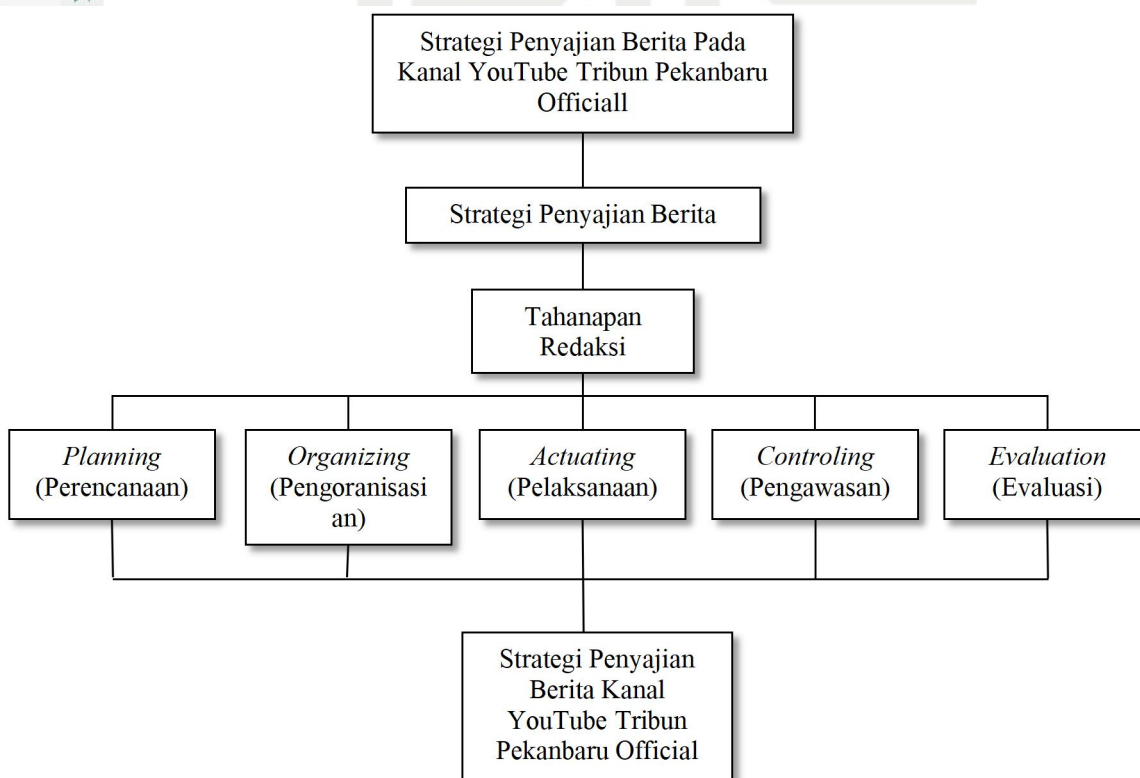 Strategi Penyajian Berita Pada
Kanal YouTube Tribun Pekanbaru
Officiall
Strategi Penyajian Berita
Tahanapan
Redaksi
Planning
(Perencanaan)
Organizing
(Pengoranisasi
an)
Actuating
(Pelaksanaan)
Controling
(Pengawasan)
Evaluation
(Evaluasi)
Strategi Penyajian
Berita Kanal
YouTube Tribun
Pekanbaru Official